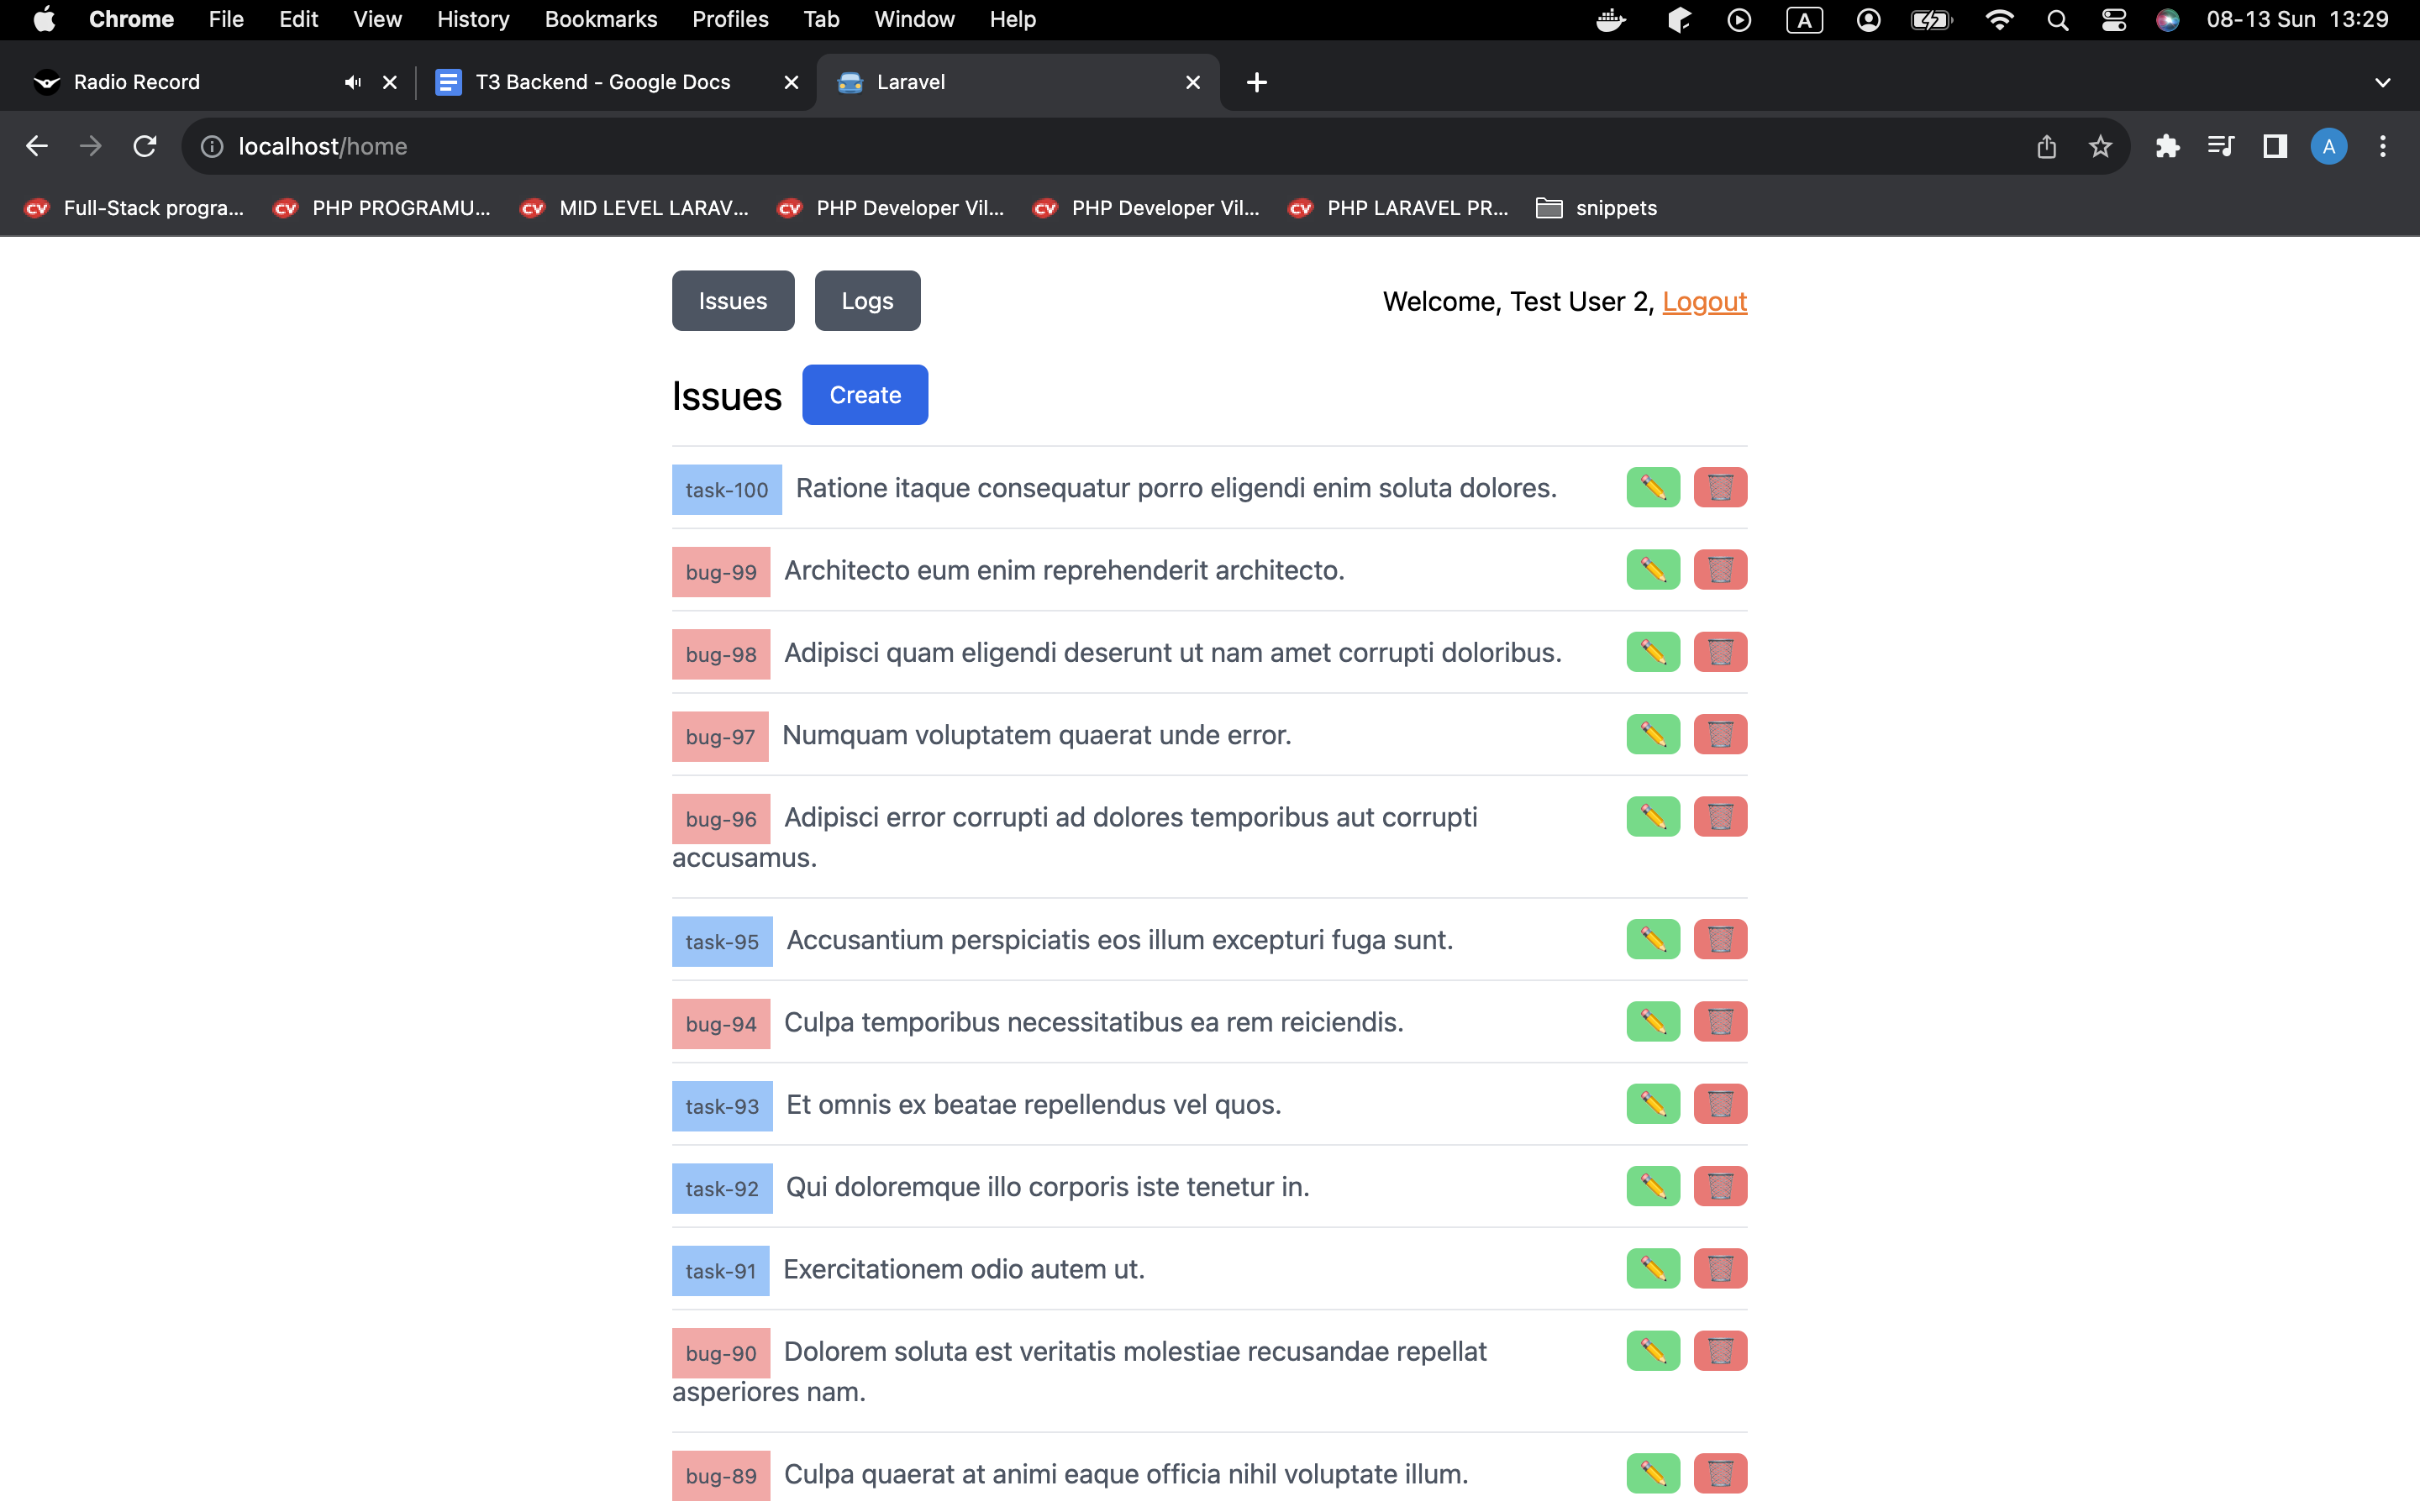 Chrome File Edit View History Bookmarks Profiles Tab Window Help A 08-13 Sun 13:29
Radio Record T3 Backend - Google Docs Laravel
localhost/home A
CV Full-Stack progra... CV PHP PROGRAMU... CV MID LEVEL LARAV... CV PHP Developer Vil... CV PHP Developer Vil... CV PHP LARAVEL PR... snippets
Issues Logs Welcome, Test User 2, Logout
Issues Create
task-100 Ratione itaque consequatur porro eligendi enim soluta dolores.
bug-99 Architecto eum enim reprehenderit architecto.
bug-98 Adipisci quam eligendi deserunt ut nam amet corrupti doloribus.
bug-97 Numquam voluptatem quaerat unde error.
bug-96 Adipisci error corrupti ad dolores temporibus aut corrupti
accusamus.
task-95 Accusantium perspiciatis eos illum excepturi fuga sunt.
bug-94 Culpa temporibus necessitatibus ea rem reiciendis.
task-93 Et omnis ex beatae repellendus vel quos.
task-92 Qui doloremque illo corporis iste tenetur in.
task-91 Exercitationem odio autem ut.
bug-90 Dolorem soluta est veritatis molestiae recusandae repellat
asperiores nam.
bug-89 Culpa quaerat at animi eaque officia nihil voluptate illum.